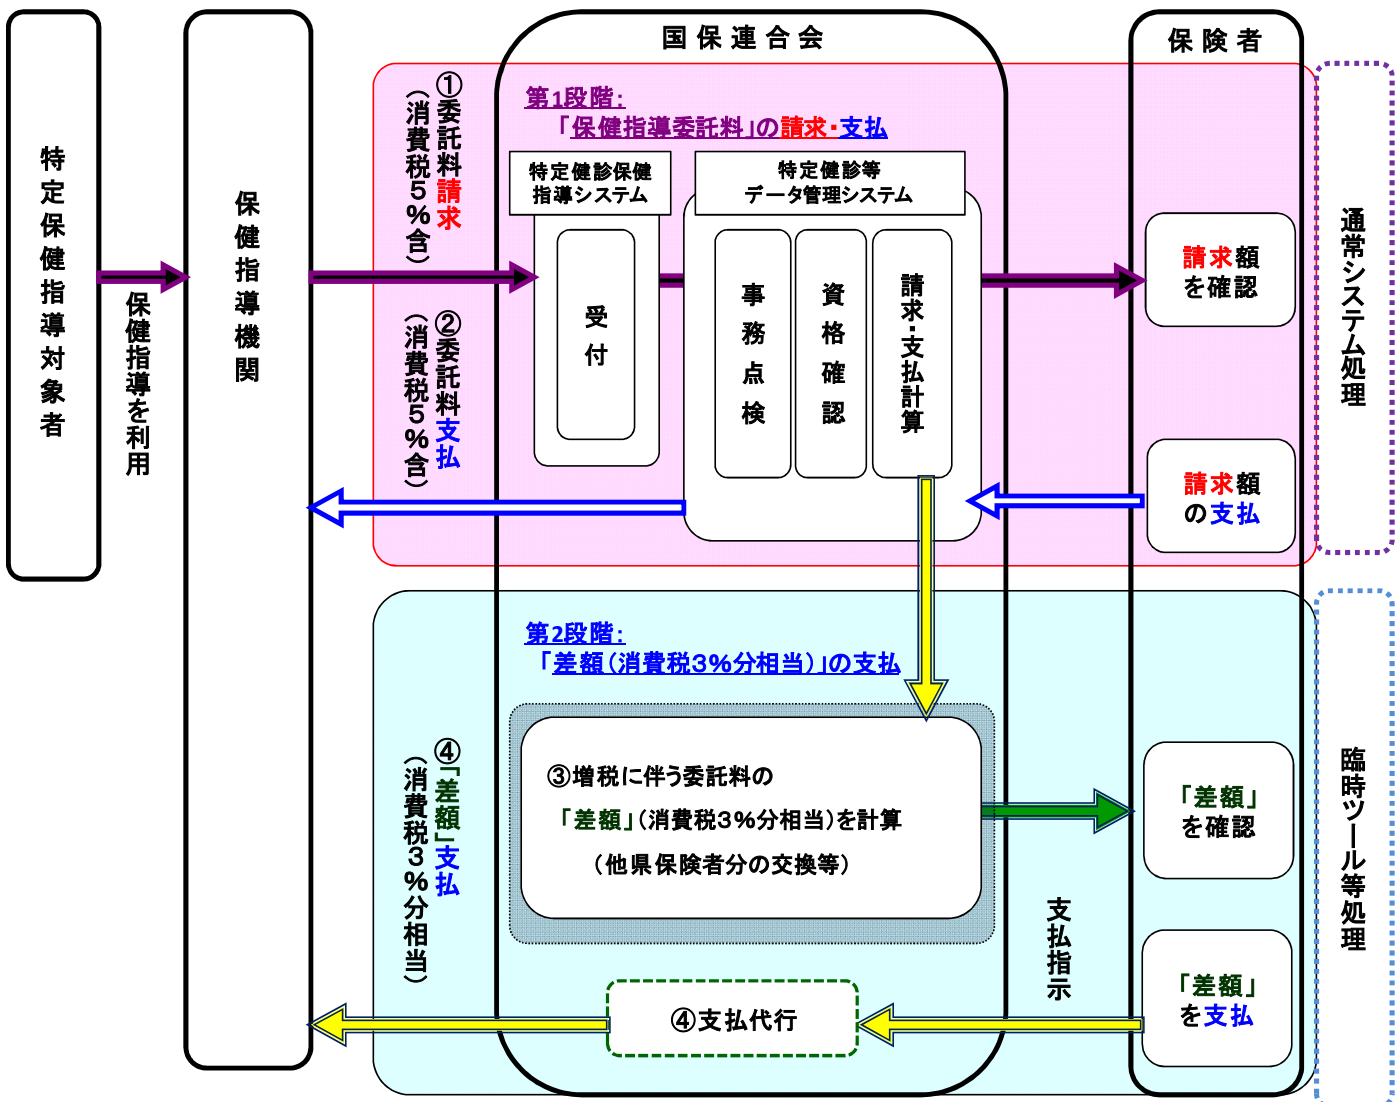 特定保健指導対象者
保健指導を利用
保健指導機関
国保連合会
保険者
①委託料請求
（消費税５％含）
②委託料支払
（消費税５％含）
第1段階：
「保健指導委託料」の請求・支払
特定健診保健
指導システム
受付
特定健診等
データ管理システム
事務点検
資格確認
請求・支払計算
請求額
を確認
請求額
の支払
通常システム処理
第2段階：
「差額（消費税３％分相当）」の支払
④「差額」支払
（消費税３％分相当）
③増税に伴う委託料の
「差額」（消費税３％分相当）を計算
（他県保険者分の交換等）
④支払代行
支払指示
「差額」
を確認
「差額」
を支払
臨時ツール等処理